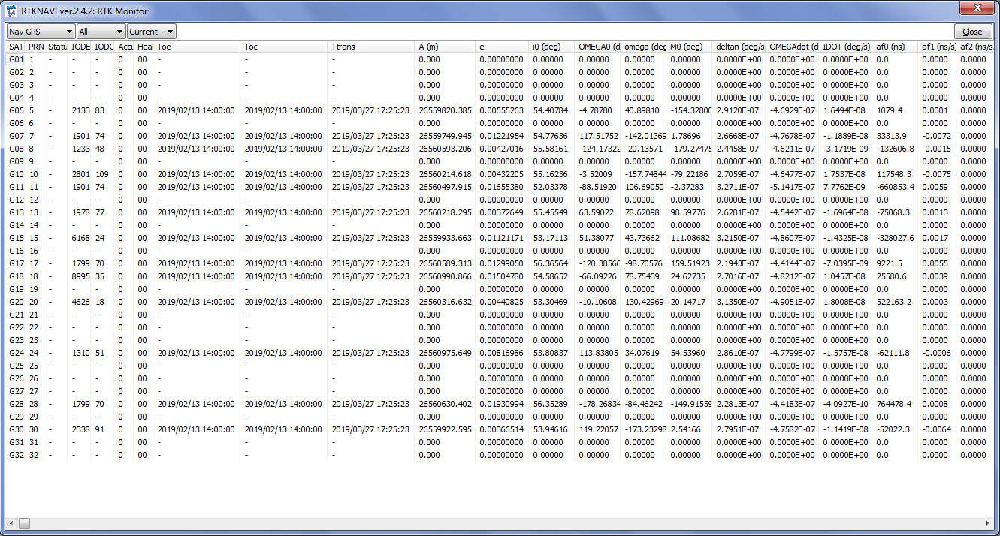 RTKNAVI ver.2.4.2: RTK Monitor
Nav GPS All Current Close
SAT PRN Statu IODE IODC Accu Hea Toe Toc Ttrans A (m) e i0 (deg) OMEGA0 (d omega (deg M0 (deg) deltan (deg/s OMEGAdot (d IDOT (deg/s) af0 (ns) af1 (ns/s) af2 (ns/s
G01 1 - - - 0 00 - - - 0.000 0.00000000 0.00000 0.00000 0.00000 0.00000 0.0000E+00 0.0000E+00 0.0000E+00 0.0 0.0000 0.0000
G02 2 - - - 0 00 - - - 0.000 0.00000000 0.00000 0.00000 0.00000 0.00000 0.0000E+00 0.0000E+00 0.0000E+00 0.0 0.0000 0.0000
G03 3 - - - 0 00 - - - 0.000 0.00000000 0.00000 0.00000 0.00000 0.00000 0.0000E+00 0.0000E+00 0.0000E+00 0.0 0.0000 0.0000
G04 4 - - - 0 00 - - - 0.000 0.00000000 0.00000 0.00000 0.00000 0.00000 0.0000E+00 0.0000E+00 0.0000E+00 0.0 0.0000 0.0000
G05 5 - 2133 83 0 00 2019/02/13 14:00:00 2019/02/13 14:00:00 2019/03/27 17:25:23 26559820.385 0.00555263 54.40784 -4.78780 40.89810 -154.32800 2.9120E-07 -4.6929E-07 1.6494E-08 1079.4 0.0001 0.0000
G06 6 - - - 0 00 - - - 0.000 0.00000000 0.00000 0.00000 0.00000 0.00000 0.0000E+00 0.0000E+00 0.0000E+00 0.0 0.0000 0.0000
G07 7 - 1901 74 0 00 2019/02/13 14:00:00 2019/02/13 14:00:00 2019/03/27 17:25:23 26559749.945 0.01221954 54.77636 117.51752 -142.01369 1.78696 2.6668E-07 -4.7678E-07 -1.1889E-08 33313.9 -0.0072 0.0000
G08 8 - 1233 48 0 00 2019/02/13 14:00:00 2019/02/13 14:00:00 2019/03/27 17:25:23 26560593.206 0.00427016 55.58161 -124.17322 -20.13571 -179.27475 2.4458E-07 -4.6211E-07 -3.1719E-09 -132606.8 -0.0015 0.0000
G09 9 - - - 0 00 - - - 0.000 0.00000000 0.00000 0.00000 0.00000 0.00000 0.0000E+00 0.0000E+00 0.0000E+00 0.0 0.0000 0.0000
G10 10 - 2801 109 0 00 2019/02/13 14:00:00 2019/02/13 14:00:00 2019/03/27 17:25:23 26560214.618 0.00432205 55.16236 -3.52009 -157.74844 -79.22186 2.7059E-07 -4.6477E-07 1.7537E-08 117548.3 -0.0075 0.0000
G11 11 - 1901 74 0 00 2019/02/13 14:00:00 2019/02/13 14:00:00 2019/03/27 17:25:23 26560497.915 0.01655380 52.03378 -88.51920 106.69050 -2.37283 3.2711E-07 -5.1417E-07 7.7762E-09 -660853.4 0.0059 0.0000
G12 12 - - - 0 00 - - - 0.000 0.00000000 0.00000 0.00000 0.00000 0.00000 0.0000E+00 0.0000E+00 0.0000E+00 0.0 0.0000 0.0000
G13 13 - 1978 77 0 00 2019/02/13 14:00:00 2019/02/13 14:00:00 2019/03/27 17:25:23 26560218.295 0.00372649 55.45549 63.59022 78.62098 98.59776 2.6281E-07 -4.5442E-07 -1.6964E-08 -75068.3 0.0013 0.0000
G14 14 - - - 0 00 - - - 0.000 0.00000000 0.00000 0.00000 0.00000 0.00000 0.0000E+00 0.0000E+00 0.0000E+00 0.0 0.0000 0.0000
G15 15 - 6168 24 0 00 2019/02/13 14:00:00 2019/02/13 14:00:00 2019/03/27 17:25:23 26559933.663 0.01121171 53.17113 51.38077 43.73662 111.08682 3.2150E-07 -4.8607E-07 -1.4325E-08 -328027.6 0.0017 0.0000
G16 16 - - - 0 00 - - - 0.000 0.00000000 0.00000 0.00000 0.00000 0.00000 0.0000E+00 0.0000E+00 0.0000E+00 0.0 0.0000 0.0000
G17 17 - 1799 70 0 00 2019/02/13 14:00:00 2019/02/13 14:00:00 2019/03/27 17:25:23 26560589.313 0.01299050 56.36564 -120.38566 -98.70576 159.51923 2.1943E-07 -4.4144E-07 -7.0395E-09 9221.5 0.0055 0.0000
G18 18 - 8995 35 0 00 2019/02/13 14:00:00 2019/02/13 14:00:00 2019/03/27 17:25:23 26560990.866 0.01504780 54.58652 -66.09226 78.75439 24.62735 2.7016E-07 -4.8212E-07 1.0457E-08 25580.6 0.0039 0.0000
G19 19 - - - 0 00 - - - 0.000 0.00000000 0.00000 0.00000 0.00000 0.00000 0.0000E+00 0.0000E+00 0.0000E+00 0.0 0.0000 0.0000
G20 20 - 4626 18 0 00 2019/02/13 14:00:00 2019/02/13 14:00:00 2019/03/27 17:25:23 26560316.632 0.00440825 53.30469 -10.10608 130.42969 20.14717 3.1350E-07 -4.9051E-07 1.8008E-08 522163.2 0.0003 0.0000
G21 21 - - - 0 00 - - - 0.000 0.00000000 0.00000 0.00000 0.00000 0.00000 0.0000E+00 0.0000E+00 0.0000E+00 0.0 0.0000 0.0000
G22 22 - - - 0 00 - - - 0.000 0.00000000 0.00000 0.00000 0.00000 0.00000 0.0000E+00 0.0000E+00 0.0000E+00 0.0 0.0000 0.0000
G23 23 - - - 0 00 - - - 0.000 0.00000000 0.00000 0.00000 0.00000 0.00000 0.0000E+00 0.0000E+00 0.0000E+00 0.0 0.0000 0.0000
G24 24 - 1310 51 0 00 2019/02/13 14:00:00 2019/02/13 14:00:00 2019/03/27 17:25:23 26560975.649 0.00816986 53.80837 113.83805 34.07619 54.53960 2.8610E-07 -4.7799E-07 -1.5757E-08 -62111.8 -0.0006 0.0000
G25 25 - - - 0 00 - - - 0.000 0.00000000 0.00000 0.00000 0.00000 0.00000 0.0000E+00 0.0000E+00 0.0000E+00 0.0 0.0000 0.0000
G26 26 - - - 0 00 - - - 0.000 0.00000000 0.00000 0.00000 0.00000 0.00000 0.0000E+00 0.0000E+00 0.0000E+00 0.0 0.0000 0.0000
G27 27 - - - 0 00 - - - 0.000 0.00000000 0.00000 0.00000 0.00000 0.00000 0.0000E+00 0.0000E+00 0.0000E+00 0.0 0.0000 0.0000
G28 28 - 1799 70 0 00 2019/02/13 14:00:00 2019/02/13 14:00:00 2019/03/27 17:25:23 26560630.402 0.01930994 56.35289 -178.26834 -84.46242 -149.91559 2.2813E-07 -4.4183E-07 -4.0927E-10 764478.4 0.0008 0.0000
G29 29 - - - 0 00 - - - 0.000 0.00000000 0.00000 0.00000 0.00000 0.00000 0.0000E+00 0.0000E+00 0.0000E+00 0.0 0.0000 0.0000
G30 30 - 2338 91 0 00 2019/02/13 14:00:00 2019/02/13 14:00:00 2019/03/27 17:25:23 26559922.595 0.00366514 53.94616 119.22057 -173.23298 2.54166 2.7951E-07 -4.7582E-07 -1.1419E-08 -52022.3 -0.0064 0.0000
G31 31 - - - 0 00 - - - 0.000 0.00000000 0.00000 0.00000 0.00000 0.00000 0.0000E+00 0.0000E+00 0.0000E+00 0.0 0.0000 0.0000
G32 32 - - - 0 00 - - - 0.000 0.00000000 0.00000 0.00000 0.00000 0.00000 0.0000E+00 0.0000E+00 0.0000E+00 0.0 0.0000 0.0000